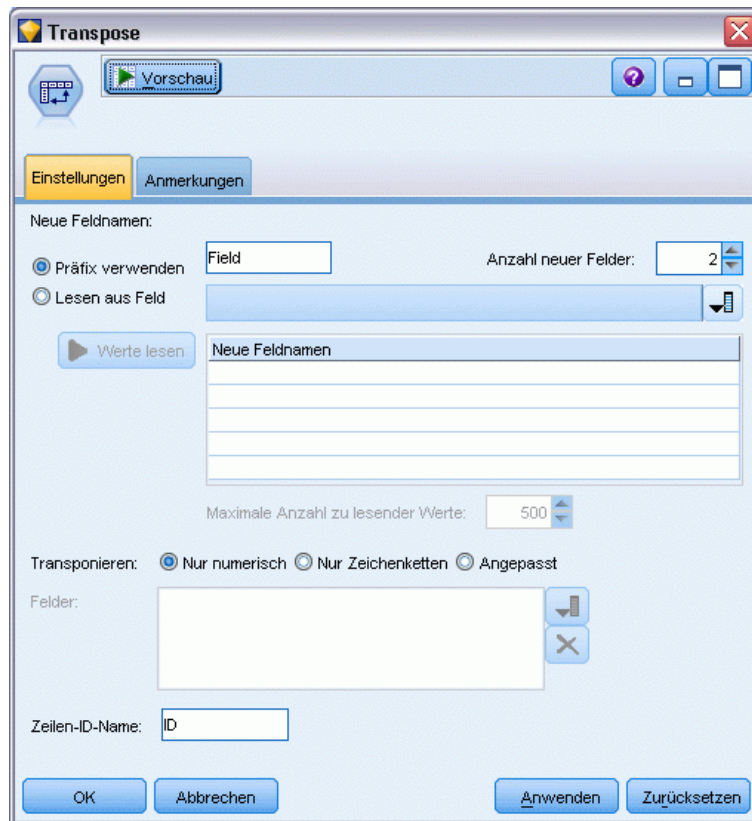 Transpose
Vorschau
Einstellungen Anmerkungen
Neue Feldnamen:
Präfix verwenden Field Anzahl neuer Felder: 2
Lesen aus Feld
Werte lesen Neue Feldnamen
Maximale Anzahl zu lesender Werte: 500
Transponieren: Nur numerisch Nur Zeichenketten Angepasst
Felder:
Zeilen-ID-Name: ID
OK Abbrechen Anwenden Zurücksetzen